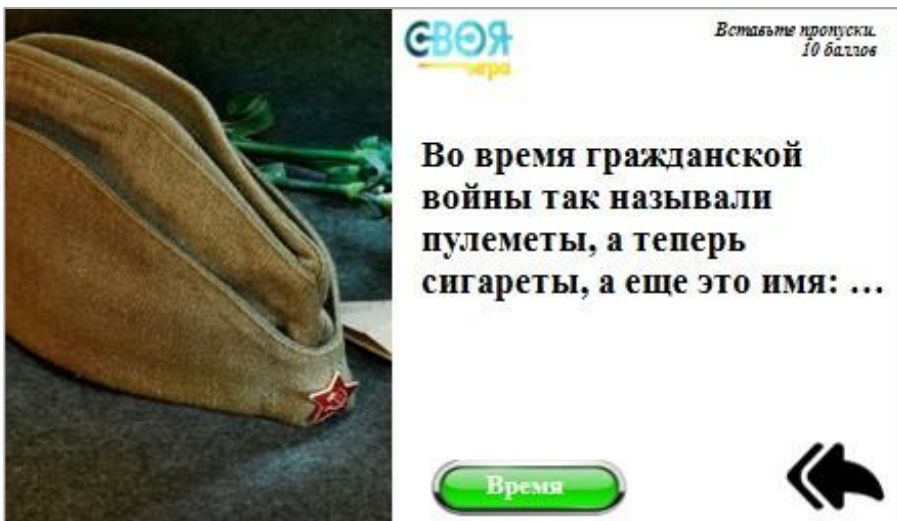 СВОЯ
игра
Вставьте пропуски.
10 баллов
Во время гражданской
войны так называли
пулеметы, а теперь
сигареты, а еще это имя: …
Время